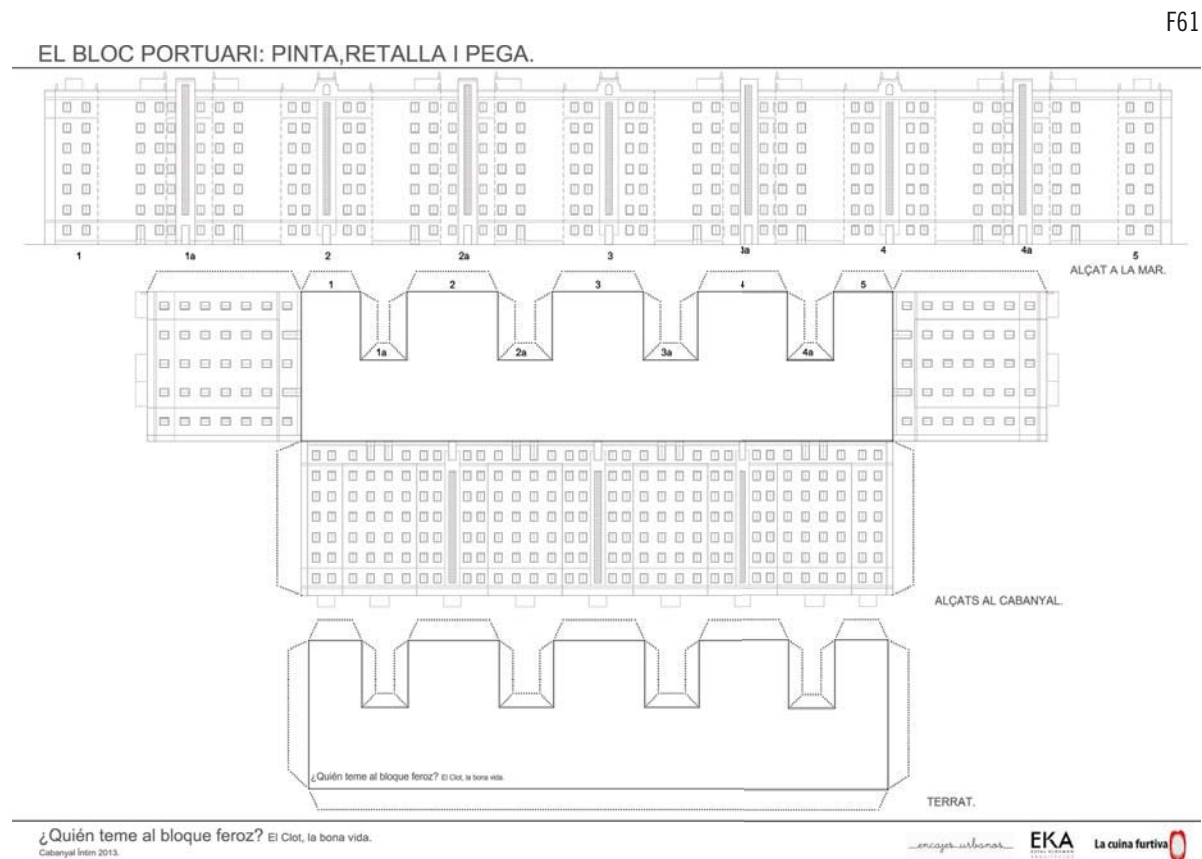 F61
EL BLOC PORTUARI: PINTA,RETALLA I PEGA.
1 1a 2 2a 3 3a 4 4a 5
ALÇAT A LA MAR.
1 2 3 4 5
1a 2a 3a 4a
ALÇATS AL CABANYAL.
¿Quién teme al bloque feroz? El Clot, la bona vida.
TERRAT.
¿Quién teme al bloque feroz? El Clot, la bona vida.
Cabanyal Íntim 2013.
encajes urbanos EKA La cuina furtiva